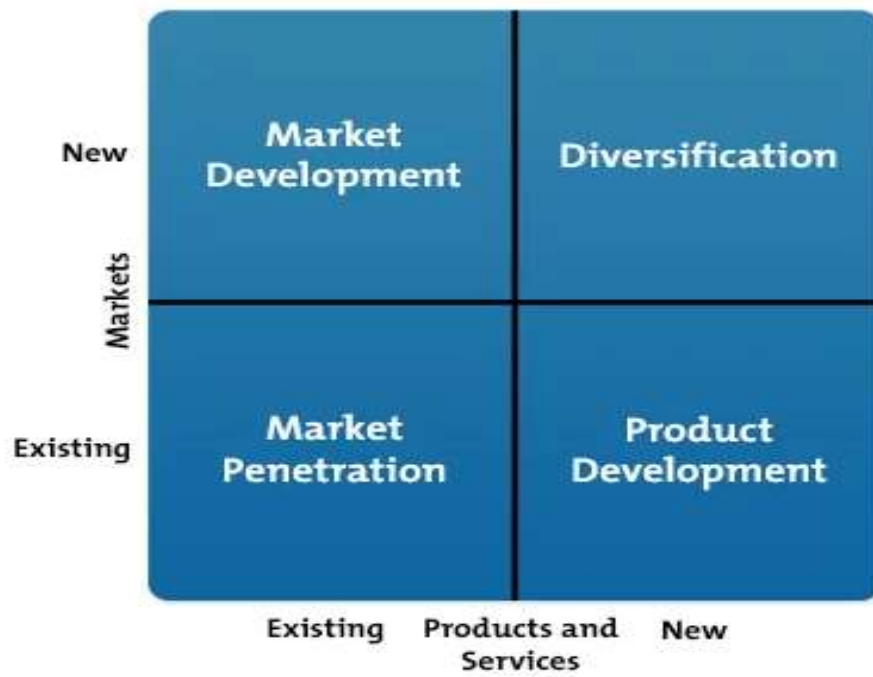 New
Market
Development
Diversification
Markets
Existing
Market
Penetration
Product
Development
Existing
Products and
Services
New